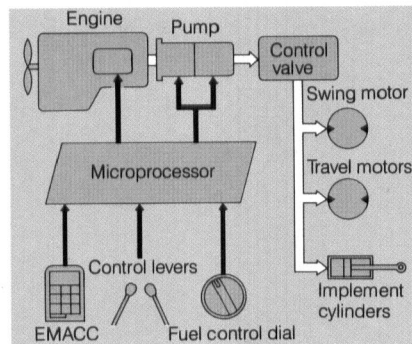 Engine
Pump
Control
valve
Swing motor
Travel motors
Microprocessor
Control levers
Implement
cylinders
EMACC
Fuel control dial